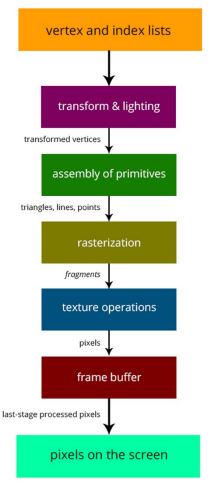 vertex and index lists
transform & lighting
transformed vertices
assembly of primitives
triangles, lines, points
rasterization
fragments
texture operations
pixels
frame buffer
last-stage processed pixels
pixels on the screen